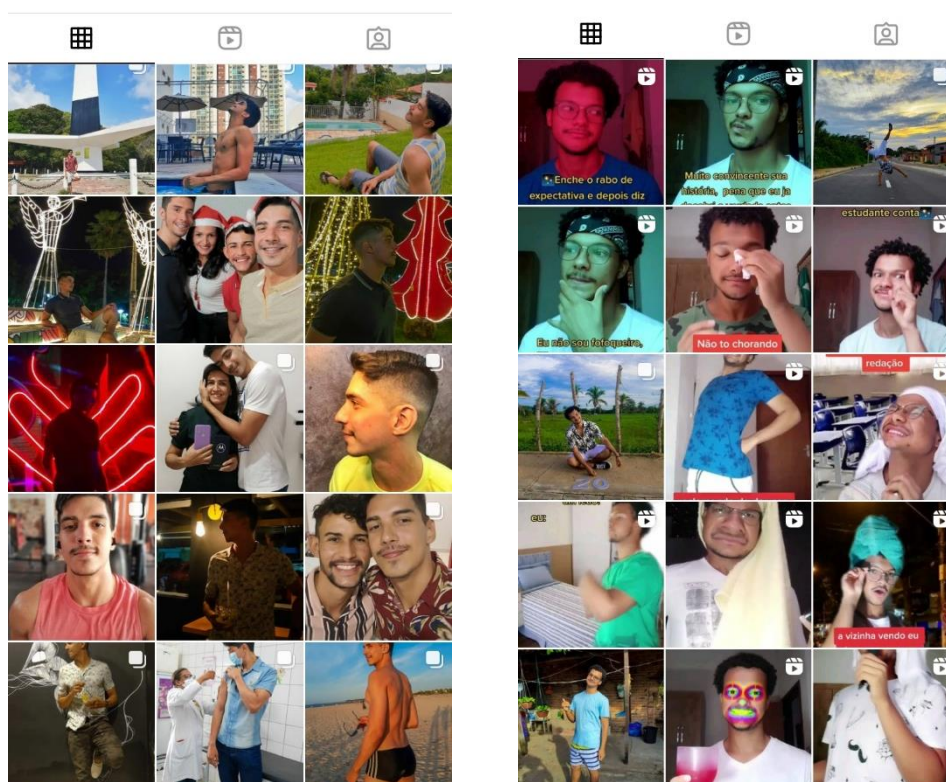 Enche o rabo de
expectativa e depois diz
Muito convincente sua
história, pena que eu ja
Eu não sou fofoqueiro,
Não to chorando
estudante conta
redação
eu:
a vizinha vendo eu